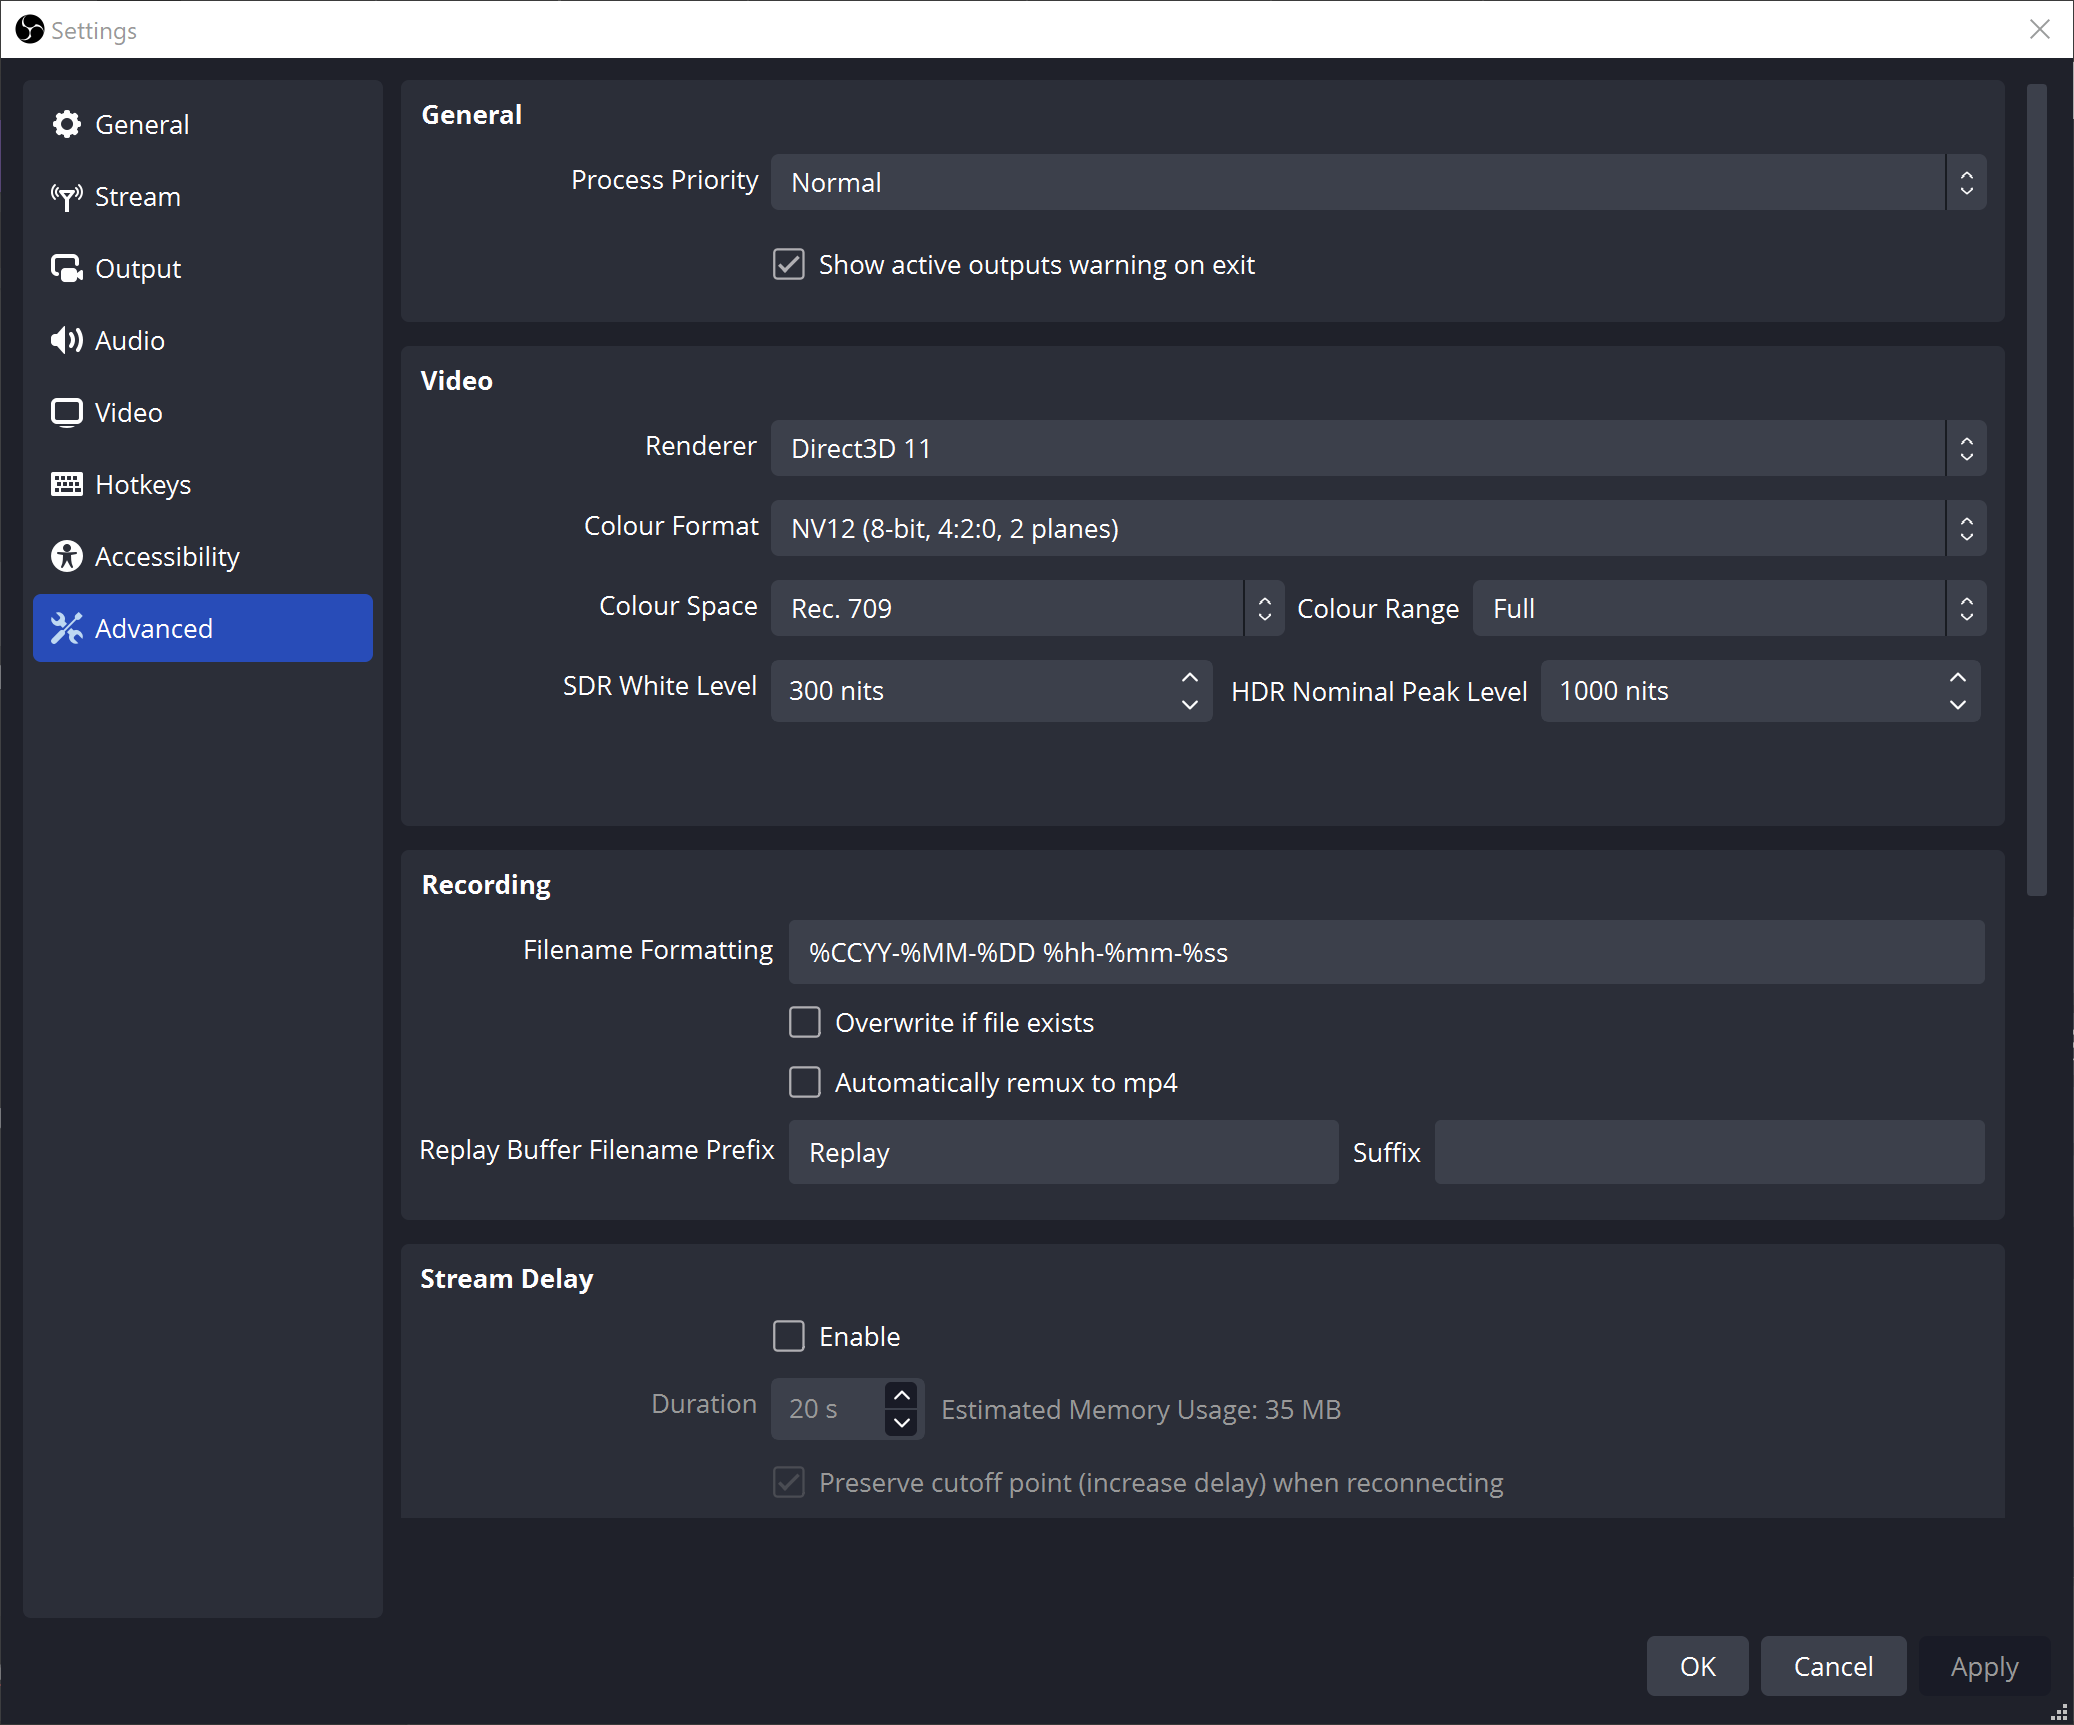 Settings
General
Stream
Output
Audio
Video
Hotkeys
Accessibility
Advanced
General
Process Priority Normal
Show active outputs warning on exit
Video
Renderer Direct3D 11
Colour Format NV12 (8-bit, 4:2:0, 2 planes)
Colour Space Rec. 709 Colour Range Full
SDR White Level 300 nits HDR Nominal Peak Level 1000 nits
Recording
Filename Formatting %CCYY-%MM-%DD %hh-%mm-%ss
Overwrite if file exists
Automatically remux to mp4
Replay Buffer Filename Prefix Replay Suffix
Stream Delay
Enable
Duration 20 s Estimated Memory Usage: 35 MB
Preserve cutoff point (increase delay) when reconnecting
OK Cancel Apply